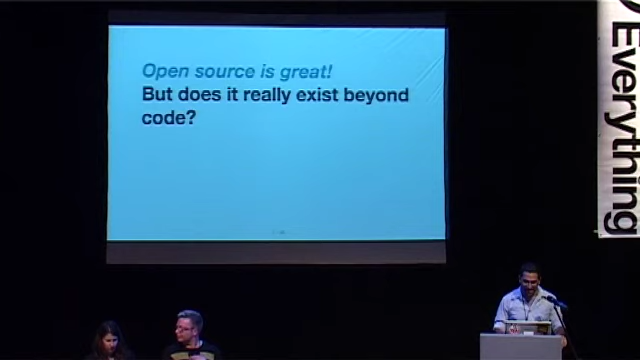 Open source is great!
But does it really exist beyond
code?
Everything